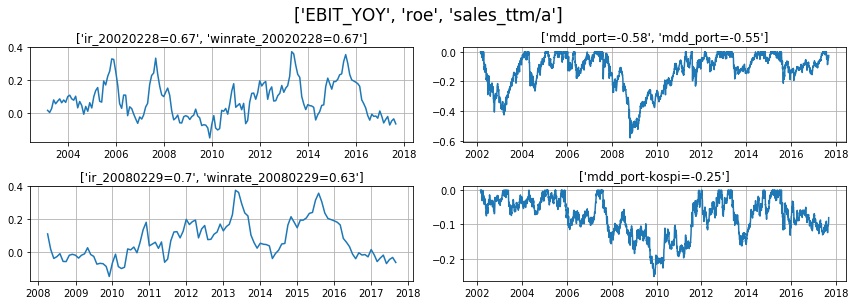 ['EBIT_YOY', 'roe', 'sales_ttm/a']
['ir_20020228=0.67', 'winrate_20020228=0.67']
0.4
0.2
0.0
2004 2006 2008 2010 2012 2014 2016 2018
['mdd_port=-0.58', 'mdd_port=-0.55']
0.0
−0.2
−0.4
−0.6
2002 2004 2006 2008 2010 2012 2014 2016 2018
['ir_20080229=0.7', 'winrate_20080229=0.63']
0.4
0.2
0.0
2008 2009 2010 2011 2012 2013 2014 2015 2016 2017 2018
['mdd_port-kospi=-0.25']
0.0
−0.1
−0.2
2002 2004 2006 2008 2010 2012 2014 2016 2018